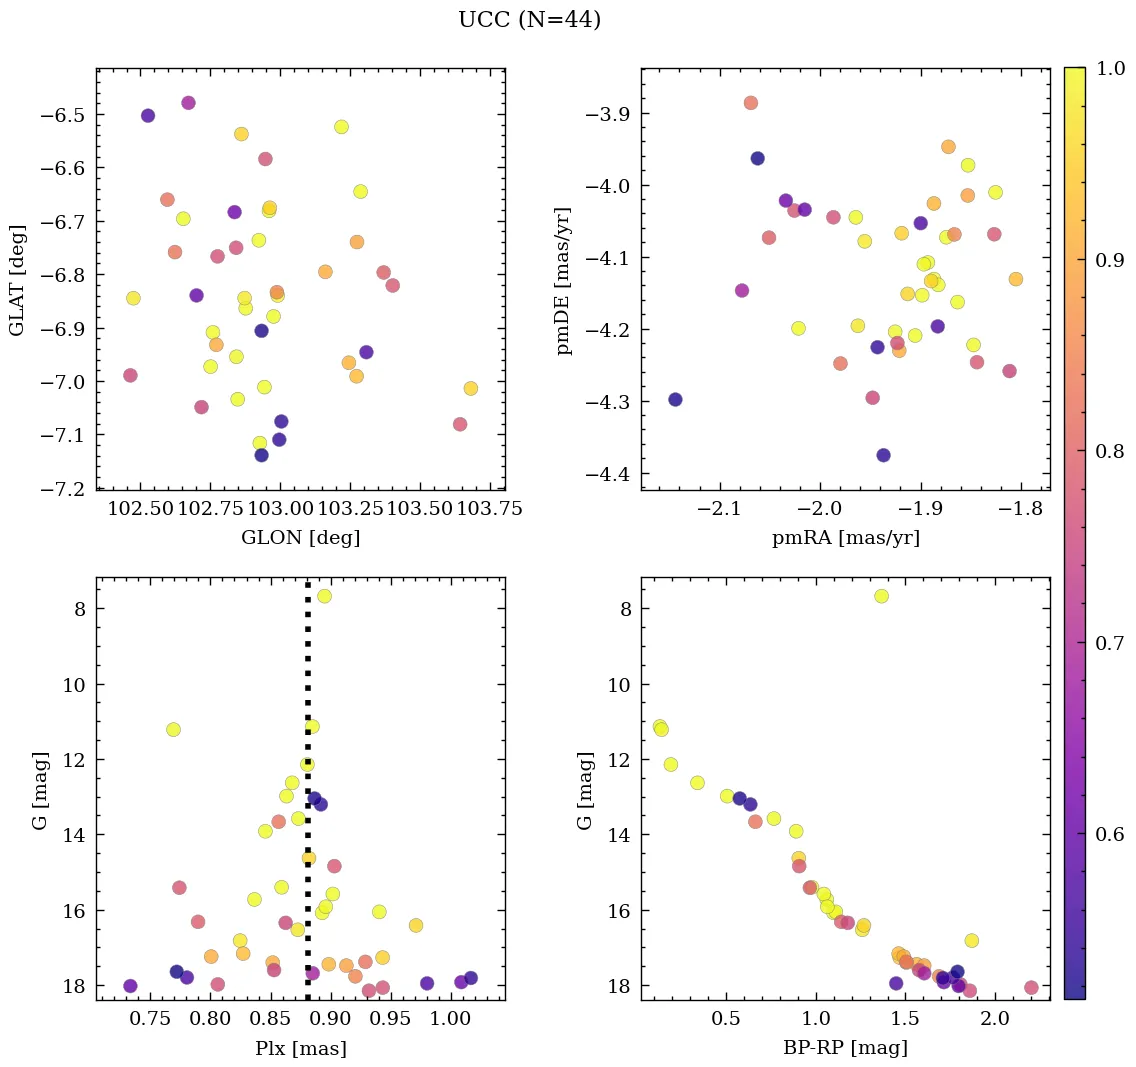 UCC (N=44)
−6.5
−6.6
−6.7
−6.8
−6.9
−7.0
−7.1
−7.2
GLAT [deg]
102.50 102.75 103.00 103.25 103.50 103.75
GLON [deg]
−3.9
−4.0
−4.1
−4.2
−4.3
−4.4
pmDE [mas/yr]
−2.1 −2.0 −1.9 −1.8
pmRA [mas/yr]
8
10
12
14
16
18
G [mag]
0.75 0.80 0.85 0.90 0.95 1.00
Plx [mas]
8
10
12
14
16
18
G [mag]
0.5 1.0 1.5 2.0
BP-RP [mag]
1.0
0.9
0.8
0.7
0.6